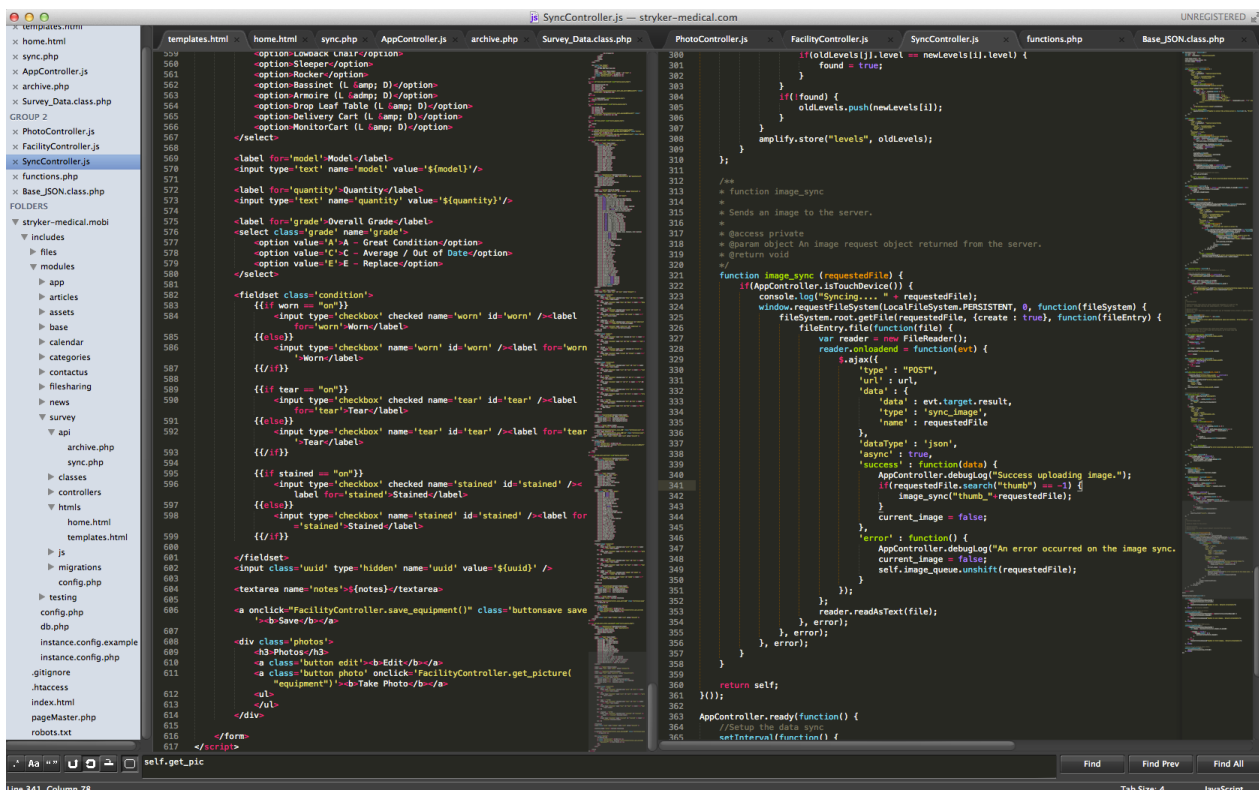 SyncController.js — stryker-medical.com
UNREGISTERED
templates.html
home.html
sync.php
AppController.js
archive.php
Survey_Data.class.php
GROUP 2
PhotoController.js
FacilityController.js
SyncController.js
functions.php
Base_JSON.class.php
FOLDERS
stryker-medical.mobi
includes
files
modules
app
articles
assets
base
calendar
categories
contactus
filesharing
news
survey
api
archive.php
sync.php
classes
controllers
htmls
home.html
templates.html
js
migrations
config.php
testing
config.php
db.php
instance.config.example
instance.config.php
.gitignore
.htaccess
index.html
pageMaster.php
robots.txt
templates.html home.html sync.php AppController.js archive.php Survey_Data.class.php
559 <option>Lowback Chair</option>
560 <option>Sleeper</option>
561 <option>Rocker</option>
562 <option>Bassinet (L &amp; D)</option>
563 <option>Armoire (L &admp; D)</option>
564 <option>Drop Leaf Table (L &amp; D)</option>
565 <option>Delivery Cart (L &amp; D)</option>
566 <option>MonitorCart (L &amp; D)</option>
567 </select>
568
569 <label for='model'>Model</label>
570 <input type='text' name='model' value='${model}'/>
571
572 <label for='quantity'>Quantity</label>
573 <input type='text' name='quantity' value='${quantity}'/>
574
575 <label for='grade'>Overall Grade</label>
576 <select class='grade' name='grade'>
577 <option value='A'>A - Great Condition</option>
578 <option value='C'>C - Average / Out of Date</option>
579 <option value='E'>E - Replace</option>
580 </select>
581
582 <fieldset class='condition'>
583 {{if worn == "on"}}
584 <input type='checkbox' checked name='worn' id='worn' /><label
for='worn'>Worn</label>
585 {{else}}
586 <input type='checkbox' name='worn' id='worn' /><label for='worn
'>Worn</label>
587 {{/if}}
588
589 {{if tear == "on"}}
590 <input type='checkbox' checked name='tear' id='tear' /><label
for='tear'>Tear</label>
591 {{else}}
592 <input type='checkbox' name='tear' id='tear' /><label for='tear
'>Tear</label>
593 {{/if}}
594
595 {{if stained == "on"}}
596 <input type='checkbox' checked name='stained' id='stained' /><
label for='stained'>Stained</label>
597 {{else}}
598 <input type='checkbox' name='stained' id='stained' /><label for
='stained'>Stained</label>
599 {{/if}}
600
601 </fieldset>
602 <input class='uuid' type='hidden' name='uuid' value='${uuid}' />
603
604 <textarea name='notes'>${notes}</textarea>
605
606 <a onclick="FacilityController.save_equipment()" class='buttonsave save
'><b>Save</b></a>
607
608 <div class='photos'>
609 <h3>Photos</h3>
610 <a class='button edit'><b>Edit</b></a>
611 <a class='button photo' onclick='FacilityController.get_picture(
"equipment")'><b>Take Photo</b></a>
612 <ul>
613 </ul>
614 </div>
615
616 </form>
617 </script>
PhotoController.js FacilityController.js SyncController.js functions.php Base_JSON.class.php
300 if(oldLevels[j].level == newLevels[i].level) {
301 found = true;
302 }
303 }
304 if(!found) {
305 oldLevels.push(newLevels[i]);
306 }
307 }
308 amplify.store("levels", oldLevels);
309 }
310 };
311
312 /**
313 * function image_sync
314 *
315 * Sends an image to the server.
316 *
317 * @access private
318 * @param object An image request object returned from the server.
319 * @return void
320 */
321 function image_sync (requestedFile) {
322 if(AppController.isTouchDevice()) {
323 console.log("Syncing.... " + requestedFile);
324 window.requestFileSystem(LocalFileSystem.PERSISTENT, 0, function(fileSystem) {
325 fileSystem.root.getFile(requestedFile, {create : true}, function(fileEntry) {
326 fileEntry.file(function(file) {
327 var reader = new FileReader();
328 reader.onloadend = function(evt) {
329 $.ajax({
330 'type' : "POST",
331 'url' : url,
332 'data' : {
333 'data' : evt.target.result,
334 'type' : 'sync_image',
335 'name' : requestedFile
336 },
337 'dataType' : 'json',
338 'async' : true,
339 'success' : function(data) {
340 AppController.debugLog("Success uploading image.");
341 if(requestedFile.search("thumb") == -1) {
342 image_sync("thumb_"+requestedFile);
343 }
344 current_image = false;
345 },
346 'error' : function() {
347 AppController.debugLog("An error occurred on the image sync.
348 current_image = false;
349 self.image_queue.unshift(requestedFile);
350 }
351 });
352 };
353 reader.readAsText(file);
354 }, error);
355 }, error);
356 }, error);
357 }
358 }
359
360 return self;
361 }());
362
363 AppController.ready(function() {
364 //Setup the data sync
365 setInterval(function() {
.* Aa “” self.get_pic Find Find Prev Find All
Line 341, Column 78 Tab Size: 4 JavaScript